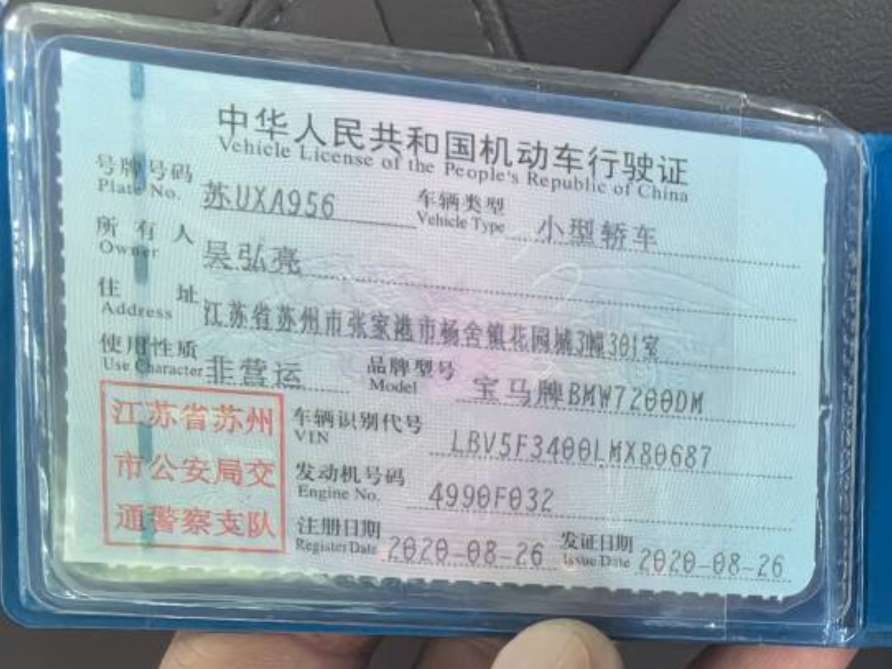 中华人民共和国机动车行驶证
Vehicle License of the People's Republic of China
号牌号码 苏UXA956 车辆类型 小型轿车
Plate No. Vehicle Type
所有人 吴弘亮
Owner
住址 江苏省苏州市张家港市杨舍镇花园城3幢301室
Address
使用性质 非营运 品牌型号 宝马牌BMW7200DM
Use Character Model
江苏省苏州
市公安局交
通警察支队
车辆识别代号 LBV5F3400LMX80687
VIN
发动机号码 4990F032
Engine No.
注册日期 2020-08-26 发证日期 2020-08-26
Register Date Issue Date